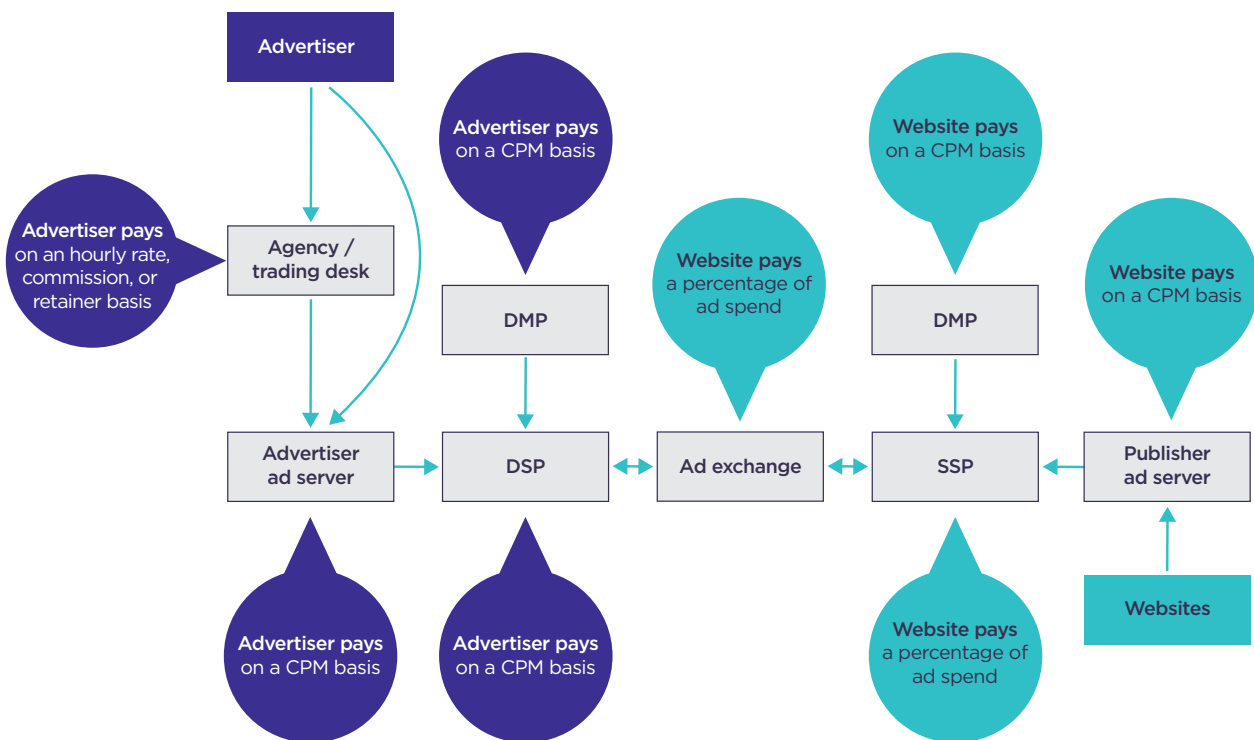 Advertiser
Advertiser pays
on a CPM basis
Website pays
on a CPM basis
Advertiser pays
on an hourly rate,
commission, or
retainer basis
Agency /
trading desk
Website pays
a percentage of
ad spend
Website pays
on a CPM basis
DMP
DMP
Advertiser
ad server
DSP
Ad exchange
SSP
Publisher
ad server
Advertiser pays
on a CPM basis
Advertiser pays
on a CPM basis
Website pays
a percentage of
ad spend
Websites